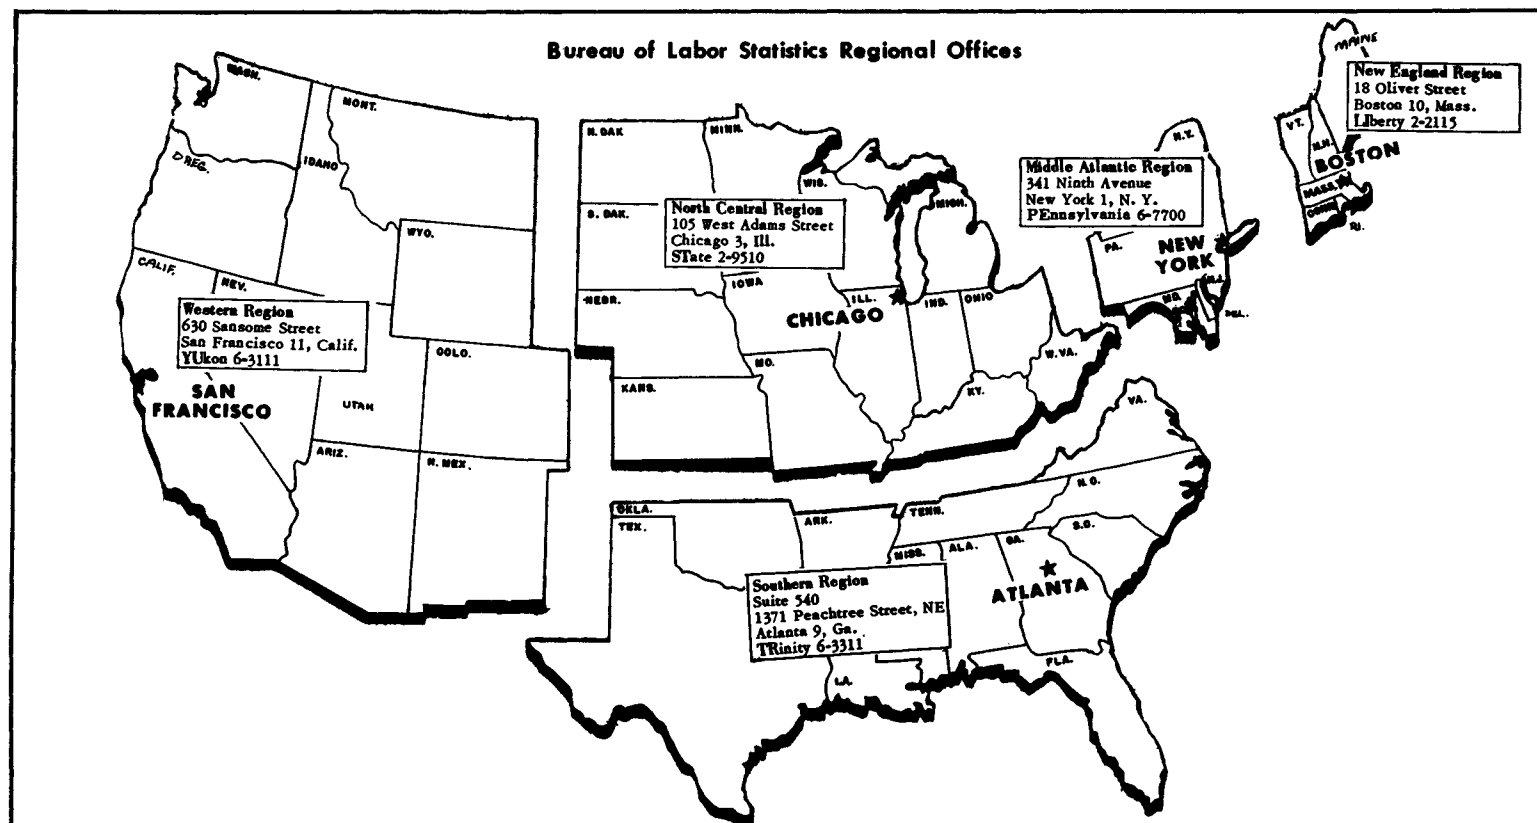 Bureau of Labor Statistics Regional Offices
WASH.
MONT.
OREG.
IDAHO
WYO.
CALIF.
NEV.
Western Region
630 Sansome Street
San Francisco 11, Calif.
YUkon 6-3111
SAN
FRANCISCO
UTAH
COLO.
ARIZ.
N. MEX.
N. DAK
MINN.
WIS.
S. DAK.
MICH.
North Central Region
105 West Adams Street
Chicago 3, Ill.
STate 2-9510
IOWA
NEBR.
ILL.
IND.
OHIO
CHICAGO
MO.
KANS.
KY.
W. VA.
MAINE
New England Region
18 Oliver Street
Boston 10, Mass.
LIberty 2-2115
VT.
N.H.
BOSTON
MASS.
CONN.
R.I.
N.Y.
Middle Atlantic Region
341 Ninth Avenue
New York 1, N. Y.
PEnnsylvania 6-7700
PA.
NEW
YORK
N.J.
MD.
DEL.
VA.
OKLA.
TEX.
ARK.
TENN.
N. C.
S.C.
MISS.
ALA.
GA.
Southern Region
Suite 540
1371 Peachtree Street, NE
Atlanta 9, Ga.
TRinity 6-3311
ATLANTA
LA.
FLA.